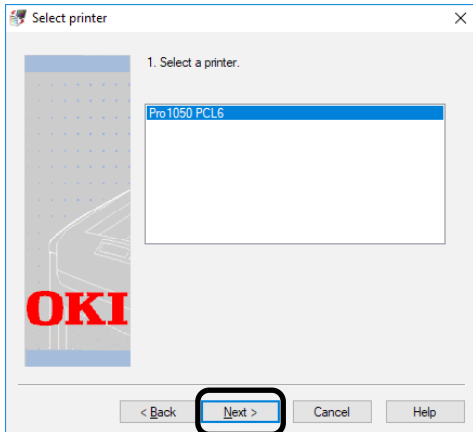 Select printer
1. Select a printer.
Pro1050 PCL6
OKI
< Back Next > Cancel Help